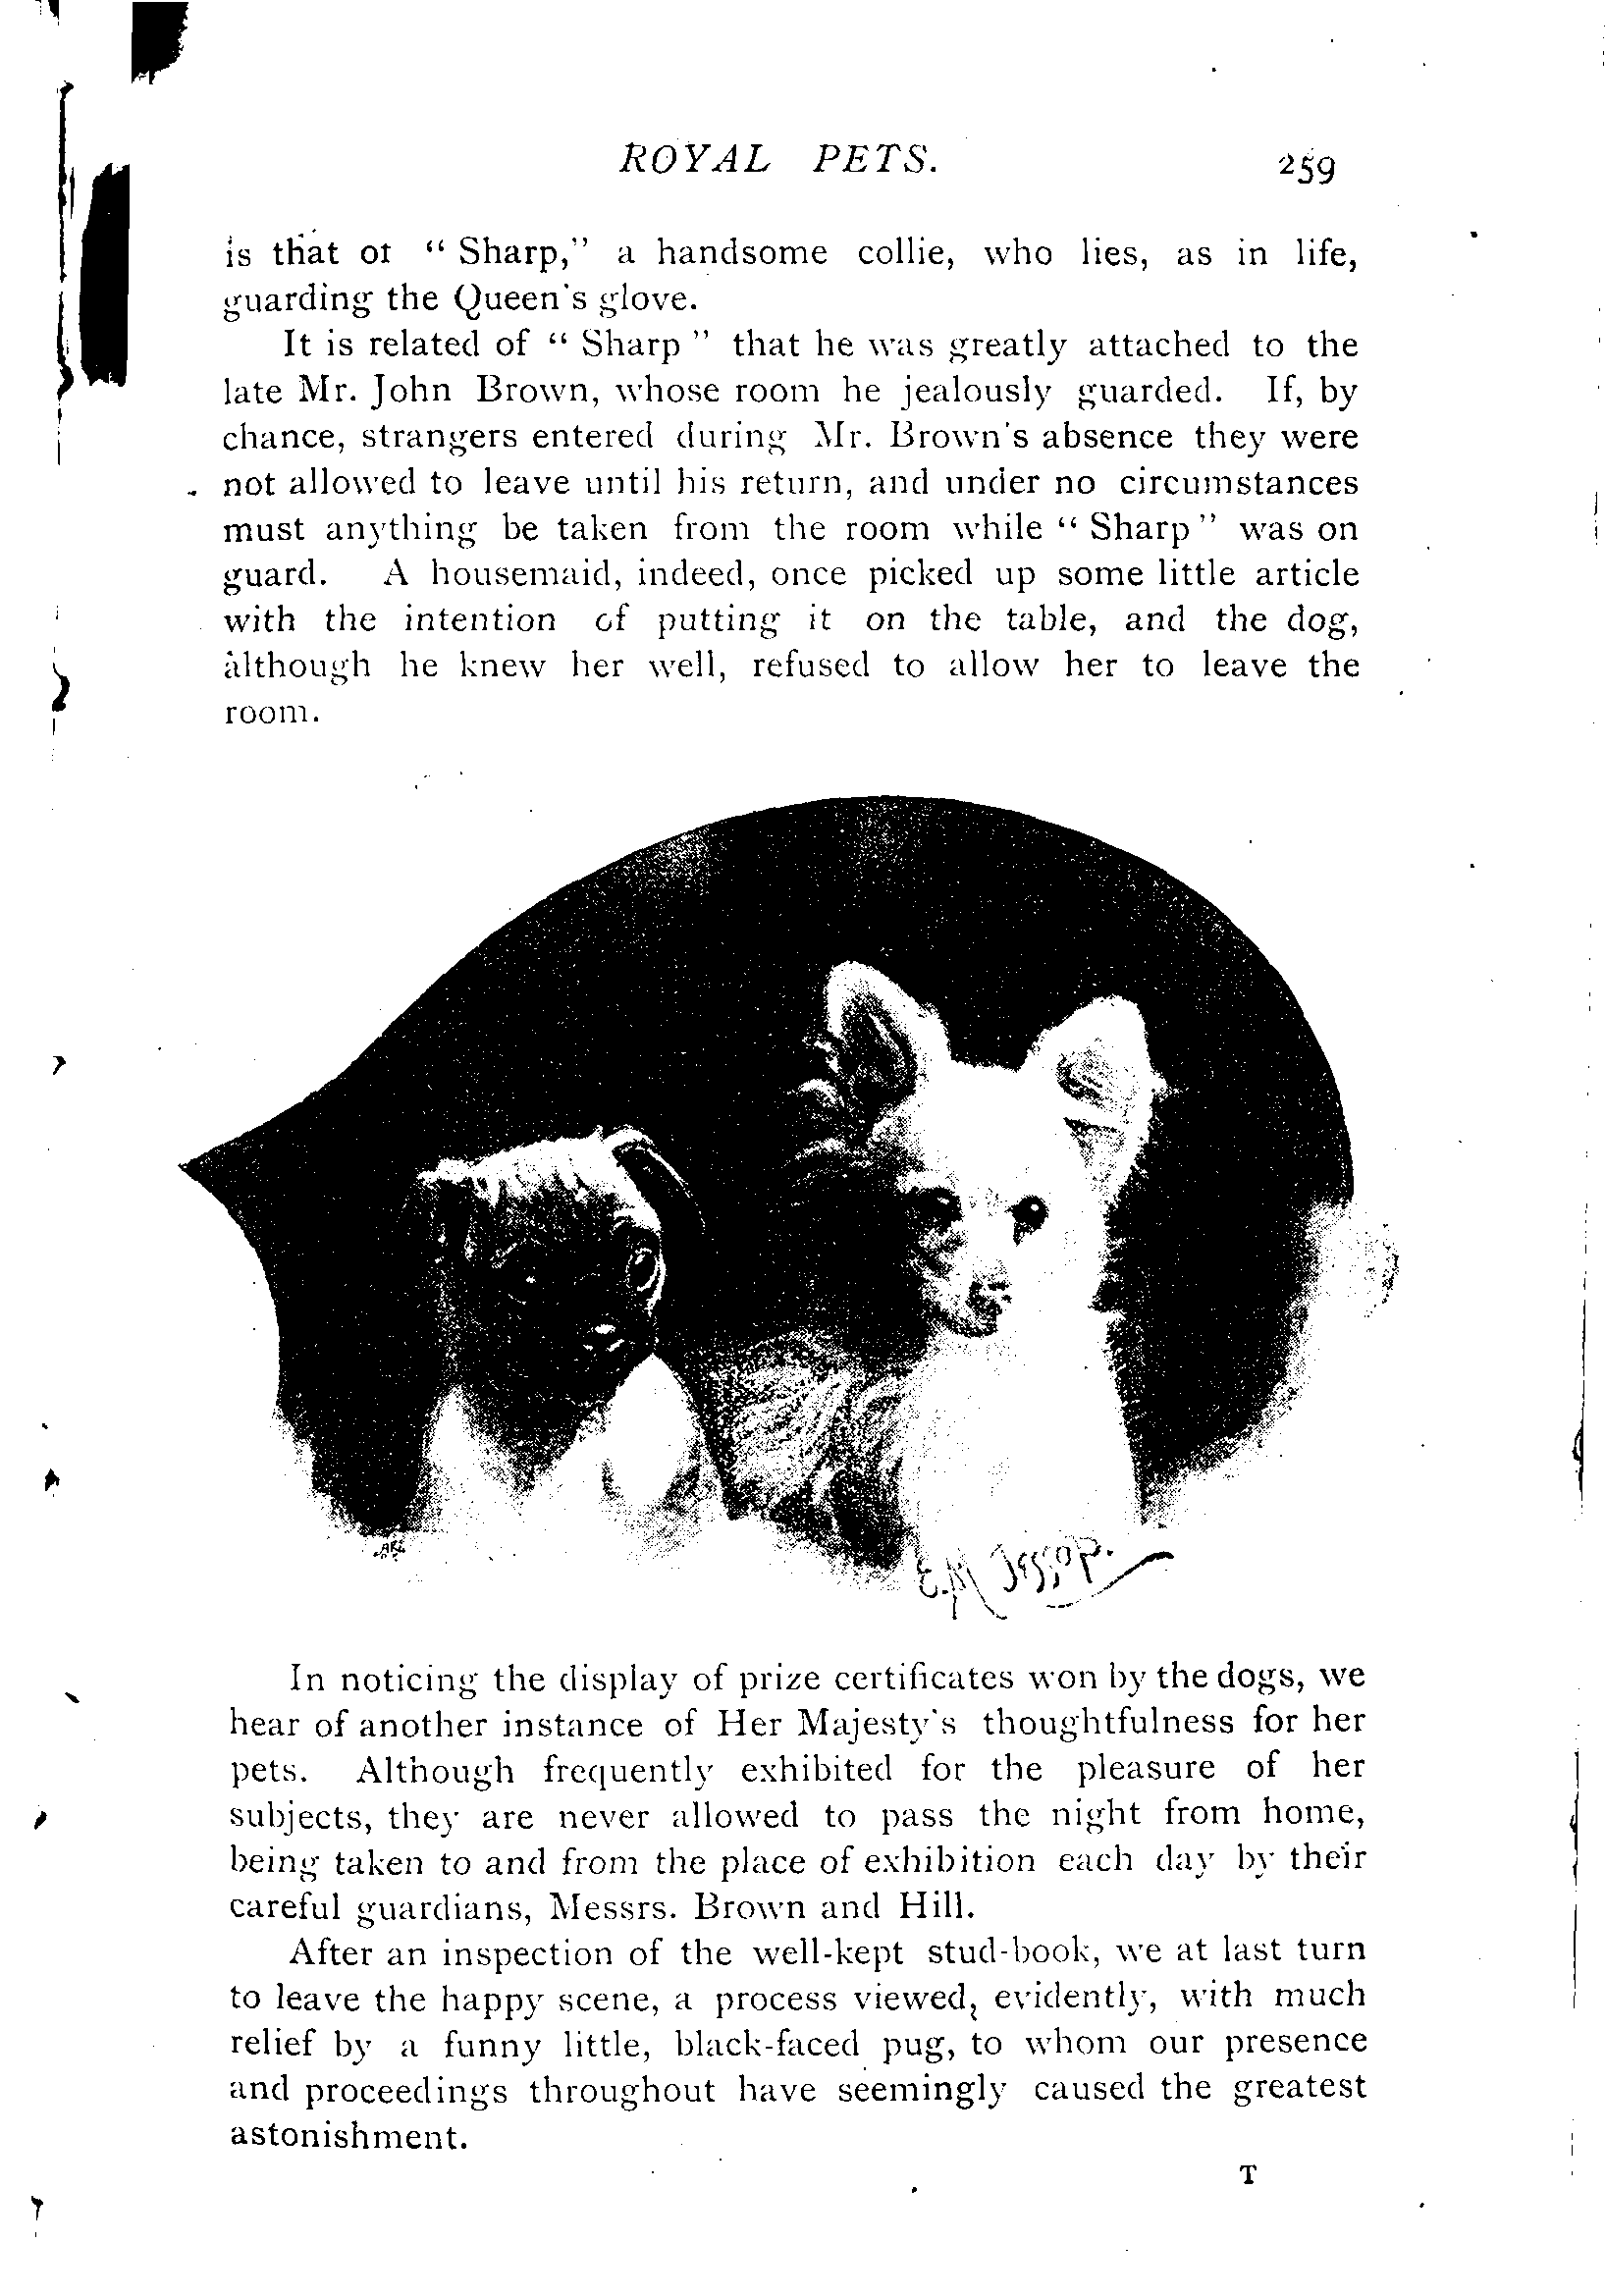 ROYAL PETS. 259
is that of “ Sharp,” a handsome collie, who lies, as in life,
guarding the Queen's glove.
It is related of “ Sharp ” that he was greatly attached to the
late Mr. John Brown, whose room he jealously guarded. If, by
chance, strangers entered during Mr. Brown's absence they were
not allowed to leave until his return, and under no circumstances
must anything be taken from the room while “ Sharp ” was on
guard. A housemaid, indeed, once picked up some little article
with the intention of putting it on the table, and the dog,
although he knew her well, refused to allow her to leave the
room.
E.M Jessop.
In noticing the display of prize certificates won by the dogs, we
hear of another instance of Her Majesty's thoughtfulness for her
pets. Although frequently exhibited for the pleasure of her
subjects, they are never allowed to pass the night from home,
being taken to and from the place of exhibition each day by their
careful guardians, Messrs. Brown and Hill.
After an inspection of the well-kept stud-book, we at last turn
to leave the happy scene, a process viewed, evidently, with much
relief by a funny little, black-faced pug, to whom our presence
and proceedings throughout have seemingly caused the greatest
astonishment.
T